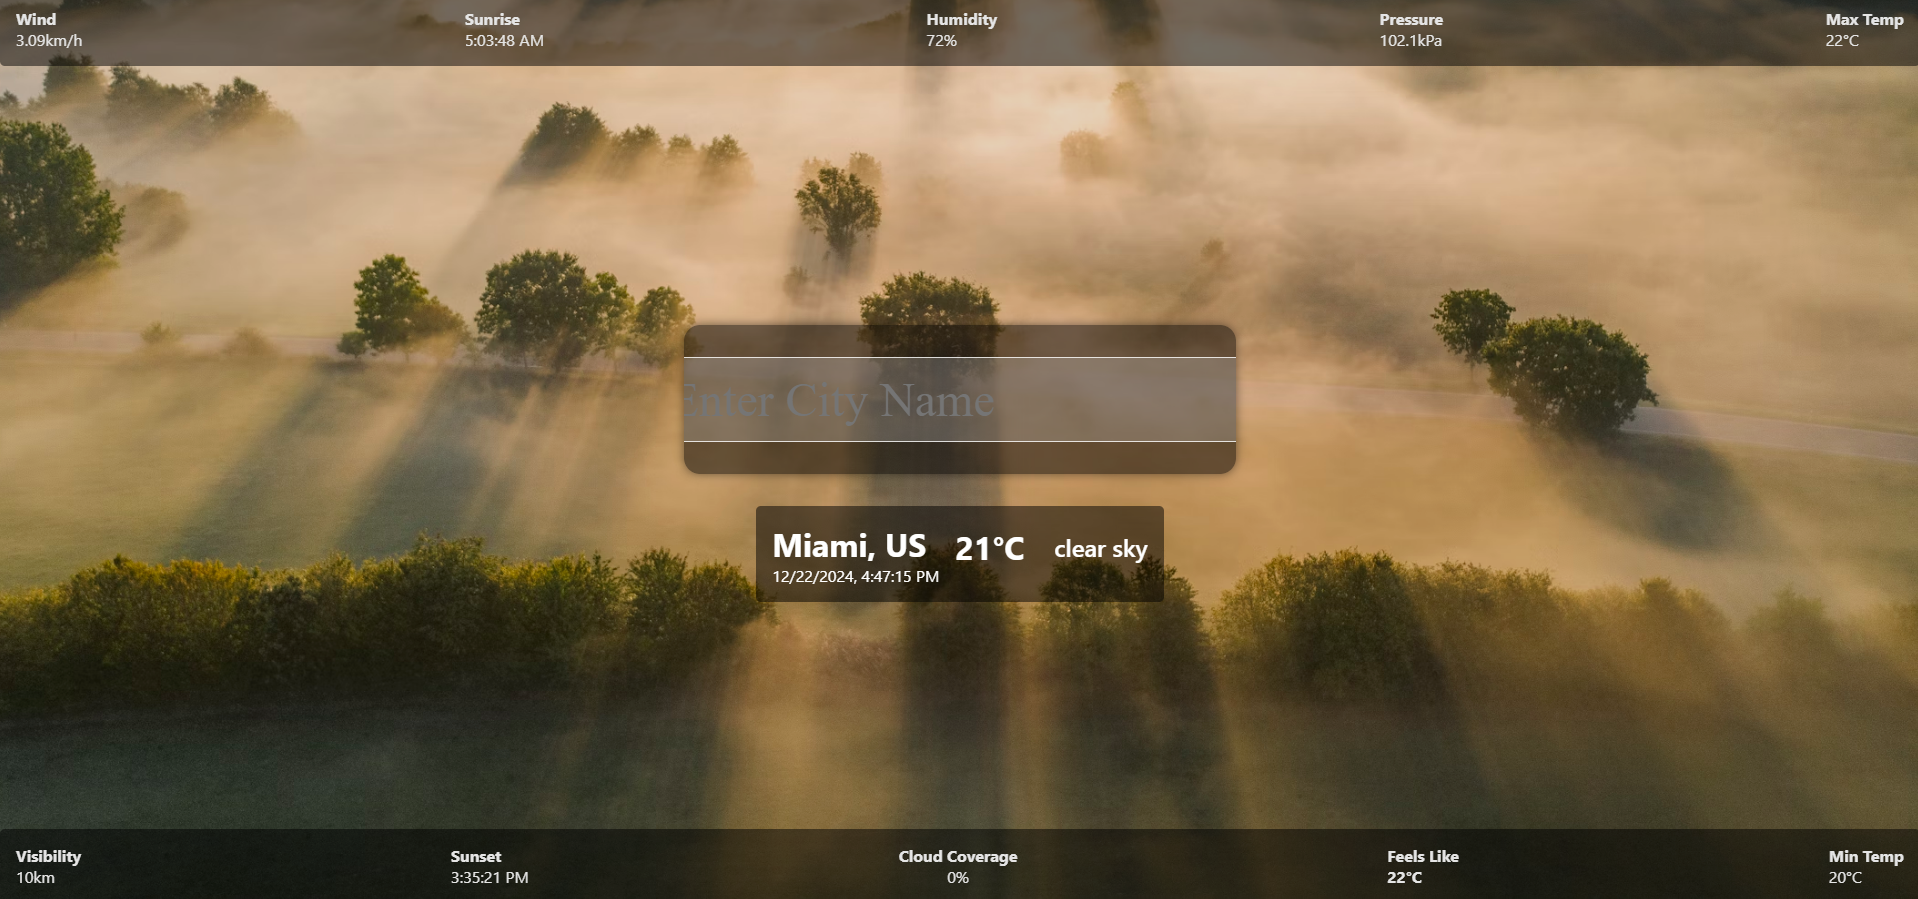 Wind
3.09km/h
Sunrise
5:03:48 AM
Humidity
72%
Pressure
102.1kPa
Max Temp
22°C
Enter City Name
Miami, US
12/22/2024, 4:47:15 PM
21°C
clear sky
Visibility
10km
Sunset
3:35:21 PM
Cloud Coverage
0%
Feels Like
22°C
Min Temp
20°C